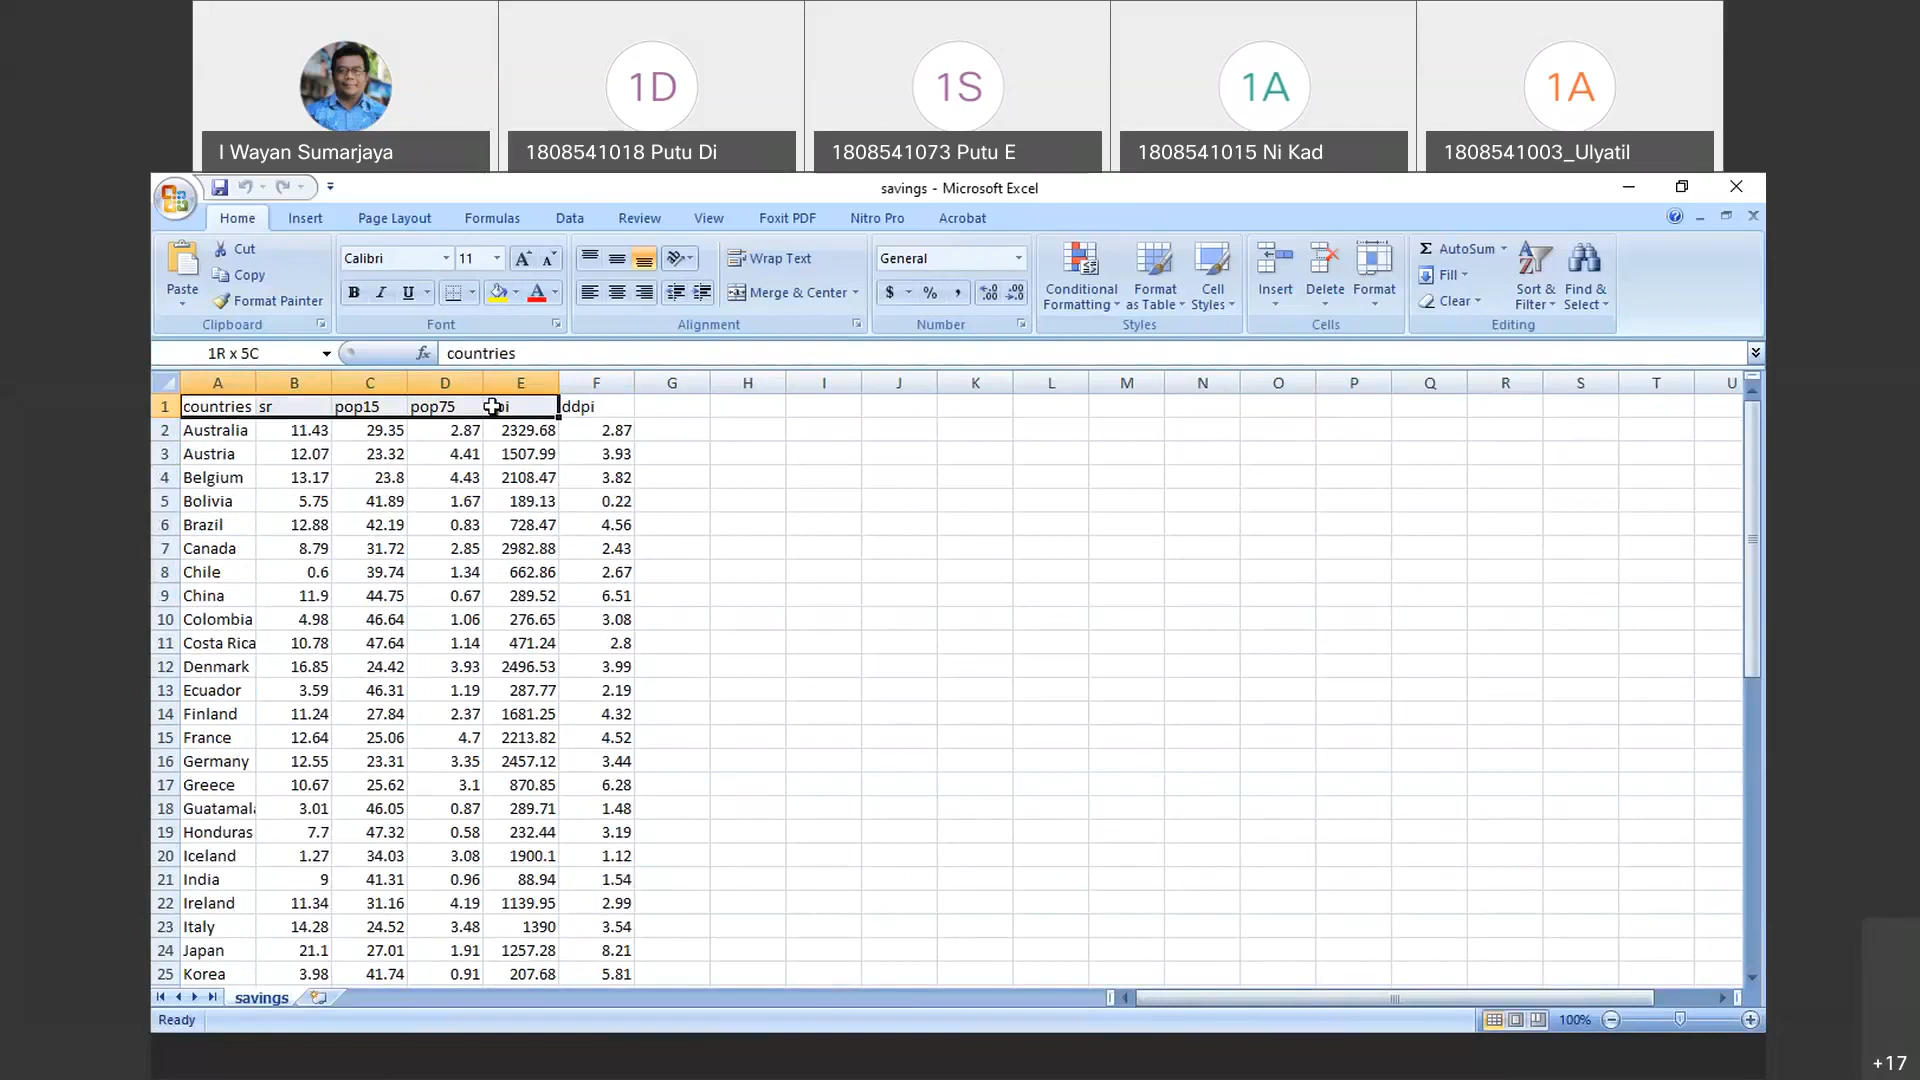 1D 1S 1A 1A
I Wayan Sumarjaya 1808541018 Putu Di 1808541073 Putu E 1808541015 Ni Kad 1808541003_Ulyatil
savings - Microsoft Excel
Home Insert Page Layout Formulas Data Review View Foxit PDF Nitro Pro Acrobat
Paste Cut Copy Format Painter
Calibri 11
B I U
Wrap Text
Merge & Center
General
$ % ,
Conditional Formatting Format as Table Cell Styles
Insert Delete Format
Σ AutoSum Fill Clear
Sort & Filter Find & Select
Clipboard Font Alignment Number Styles Cells Editing
1R x 5C fx countries
A B C D E F G H I J K L M N O P Q R S T U
1 countries sr pop15 pop75 ddpi
2 Australia 11.43 29.35 2.87 2329.68 2.87
3 Austria 12.07 23.32 4.41 1507.99 3.93
4 Belgium 13.17 23.8 4.43 2108.47 3.82
5 Bolivia 5.75 41.89 1.67 189.13 0.22
6 Brazil 12.88 42.19 0.83 728.47 4.56
7 Canada 8.79 31.72 2.85 2982.88 2.43
8 Chile 0.6 39.74 1.34 662.86 2.67
9 China 11.9 44.75 0.67 289.52 6.51
10 Colombia 4.98 46.64 1.06 276.65 3.08
11 Costa Rica 10.78 47.64 1.14 471.24 2.8
12 Denmark 16.85 24.42 3.93 2496.53 3.99
13 Ecuador 3.59 46.31 1.19 287.77 2.19
14 Finland 11.24 27.84 2.37 1681.25 4.32
15 France 12.64 25.06 4.7 2213.82 4.52
16 Germany 12.55 23.31 3.35 2457.12 3.44
17 Greece 10.67 25.62 3.1 870.85 6.28
18 Guatamala 3.01 46.05 0.87 289.71 1.48
19 Honduras 7.7 47.32 0.58 232.44 3.19
20 Iceland 1.27 34.03 3.08 1900.1 1.12
21 India 9 41.31 0.96 88.94 1.54
22 Ireland 11.34 31.16 4.19 1139.95 2.99
23 Italy 14.28 24.52 3.48 1390 3.54
24 Japan 21.1 27.01 1.91 1257.28 8.21
25 Korea 3.98 41.74 0.91 207.68 5.81
savings
Ready 100%
+17